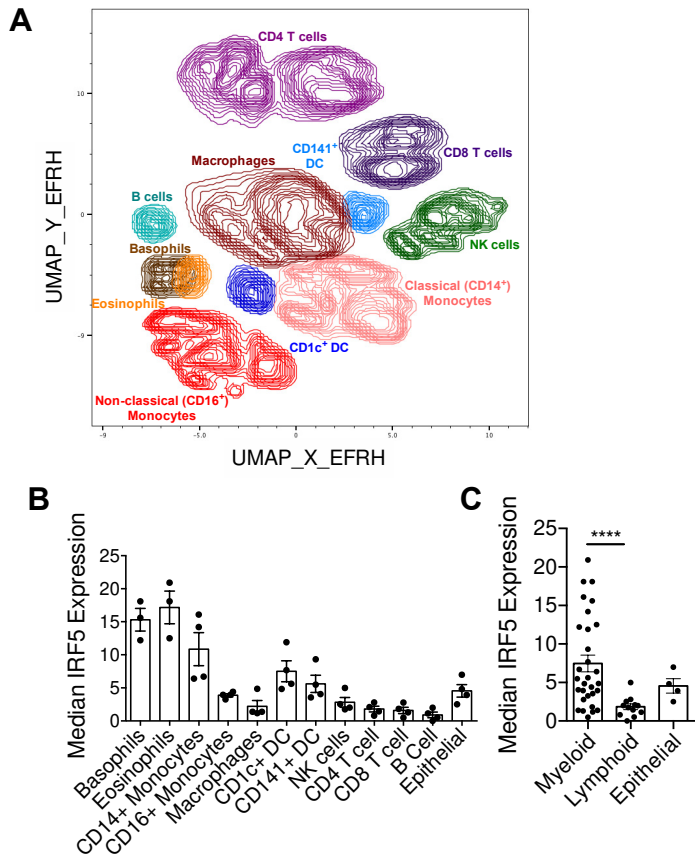 A
CD4 T cells
CD141+
DC
CD8 T cells
Macrophages
B cells
NK cells
Basophils
Eosinophils
Classical (CD14+)
Monocytes
CD1c+ DC
Non-classical (CD16+)
Monocytes
10
0
-9
-9
-5.0
0
5.0
10
UMAP_Y_EFRH
UMAP_X_EFRH
B
Median IRF5 Expression
25
20
15
10
5
0
Basophils
Eosinophils
CD14+ Monocytes
CD16+ Monocytes
Macrophages
CD1c+ DC
CD141+ DC
NK cells
CD4 T cell
CD8 T cell
B Cell
Epithelial
C
Median IRF5 Expression
25
20
15
10
5
0
****
Myeloid
Lymphoid
Epithelial